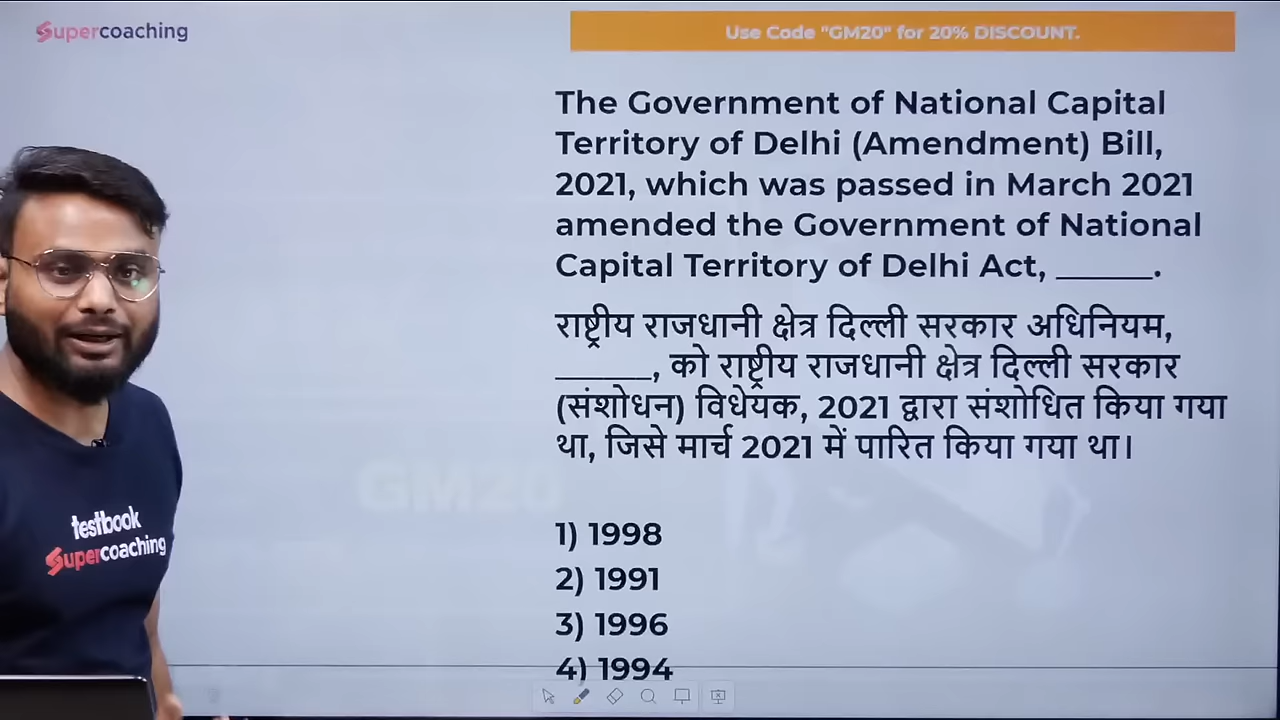 Supercoaching
Use Code "GM20" for 20% DISCOUNT.
The Government of National Capital
Territory of Delhi (Amendment) Bill,
2021, which was passed in March 2021
amended the Government of National
Capital Territory of Delhi Act, ______.
राष्ट्रीय राजधानी क्षेत्र दिल्ली सरकार अधिनियम,
______, को राष्ट्रीय राजधानी क्षेत्र दिल्ली सरकार
(संशोधन) विधेयक, 2021 द्वारा संशोधित किया गया
था, जिसे मार्च 2021 में पारित किया गया था।
GM20
1) 1998
2) 1991
3) 1996
4) 1994
testbook
Supercoaching